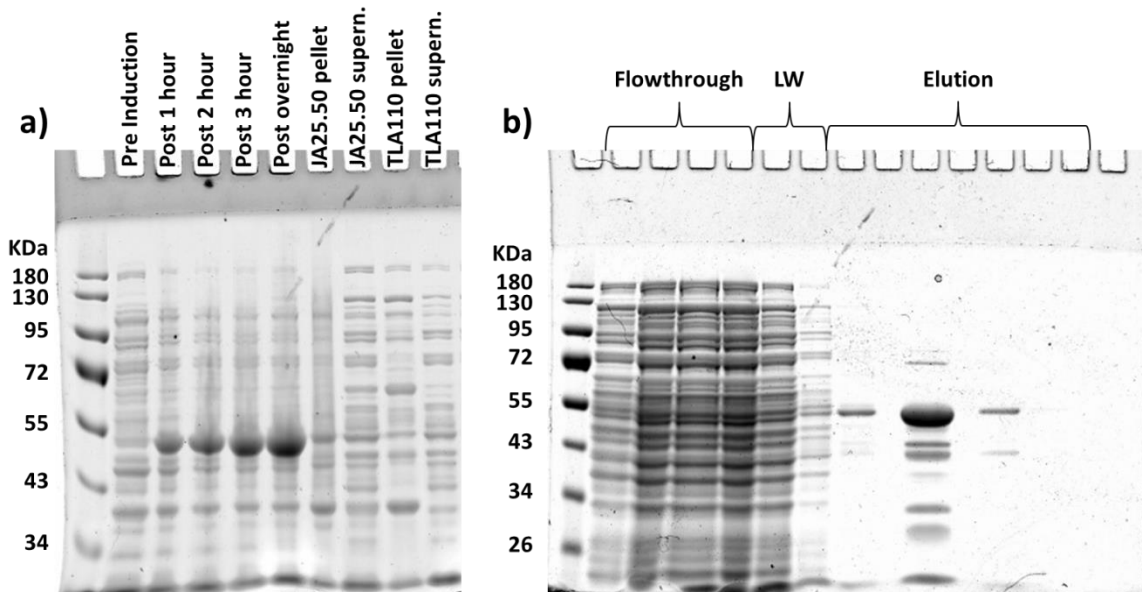 a)
Pre Induction
Post 1 hour
Post 2 hour
Post 3 hour
Post overnight
JA25.50 pellet
JA25.50 supern.
TLA110 pellet
TLA110 supern.
KDa
180
130
95
72
55
43
34
b)
Flowthrough
LW
Elution
KDa
180
130
95
72
55
43
34
26